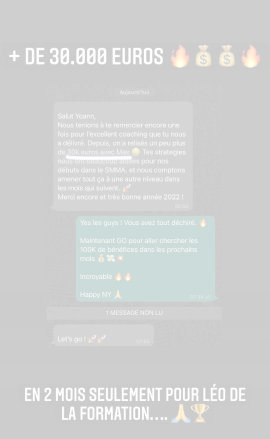 + DE 30.000 EUROS 🔥💰💰🔥
Aujourd'hui
Salut Yoann,
Nous tenions à te remercier encore une
fois pour l'excellent coaching que tu nous
a délivré. Depuis, on a réalisé un peu plus
de 30k euros avec Meri 😄 Tes stratégies
nous ont beaucoup aidées pour nos
débuts dans le SMMA, et nous comptons
amener tout ça à une autre niveau dans
les mois qui suivent. 🚀
Merci encore et très bonne année 2022 !
Yes les guys ! Vous avez tout déchiré. 🔥
Maintenant GO pour aller chercher les
100K de bénéfices dans les prochains
mois 💰💸💥
Incroyable 🔥🔥
Happy NY 🙏
1 MESSAGE NON LU
Let's go ! 🚀🚀
EN 2 MOIS SEULEMENT POUR LÉO DE
LA FORMATION.... 🙏🏆